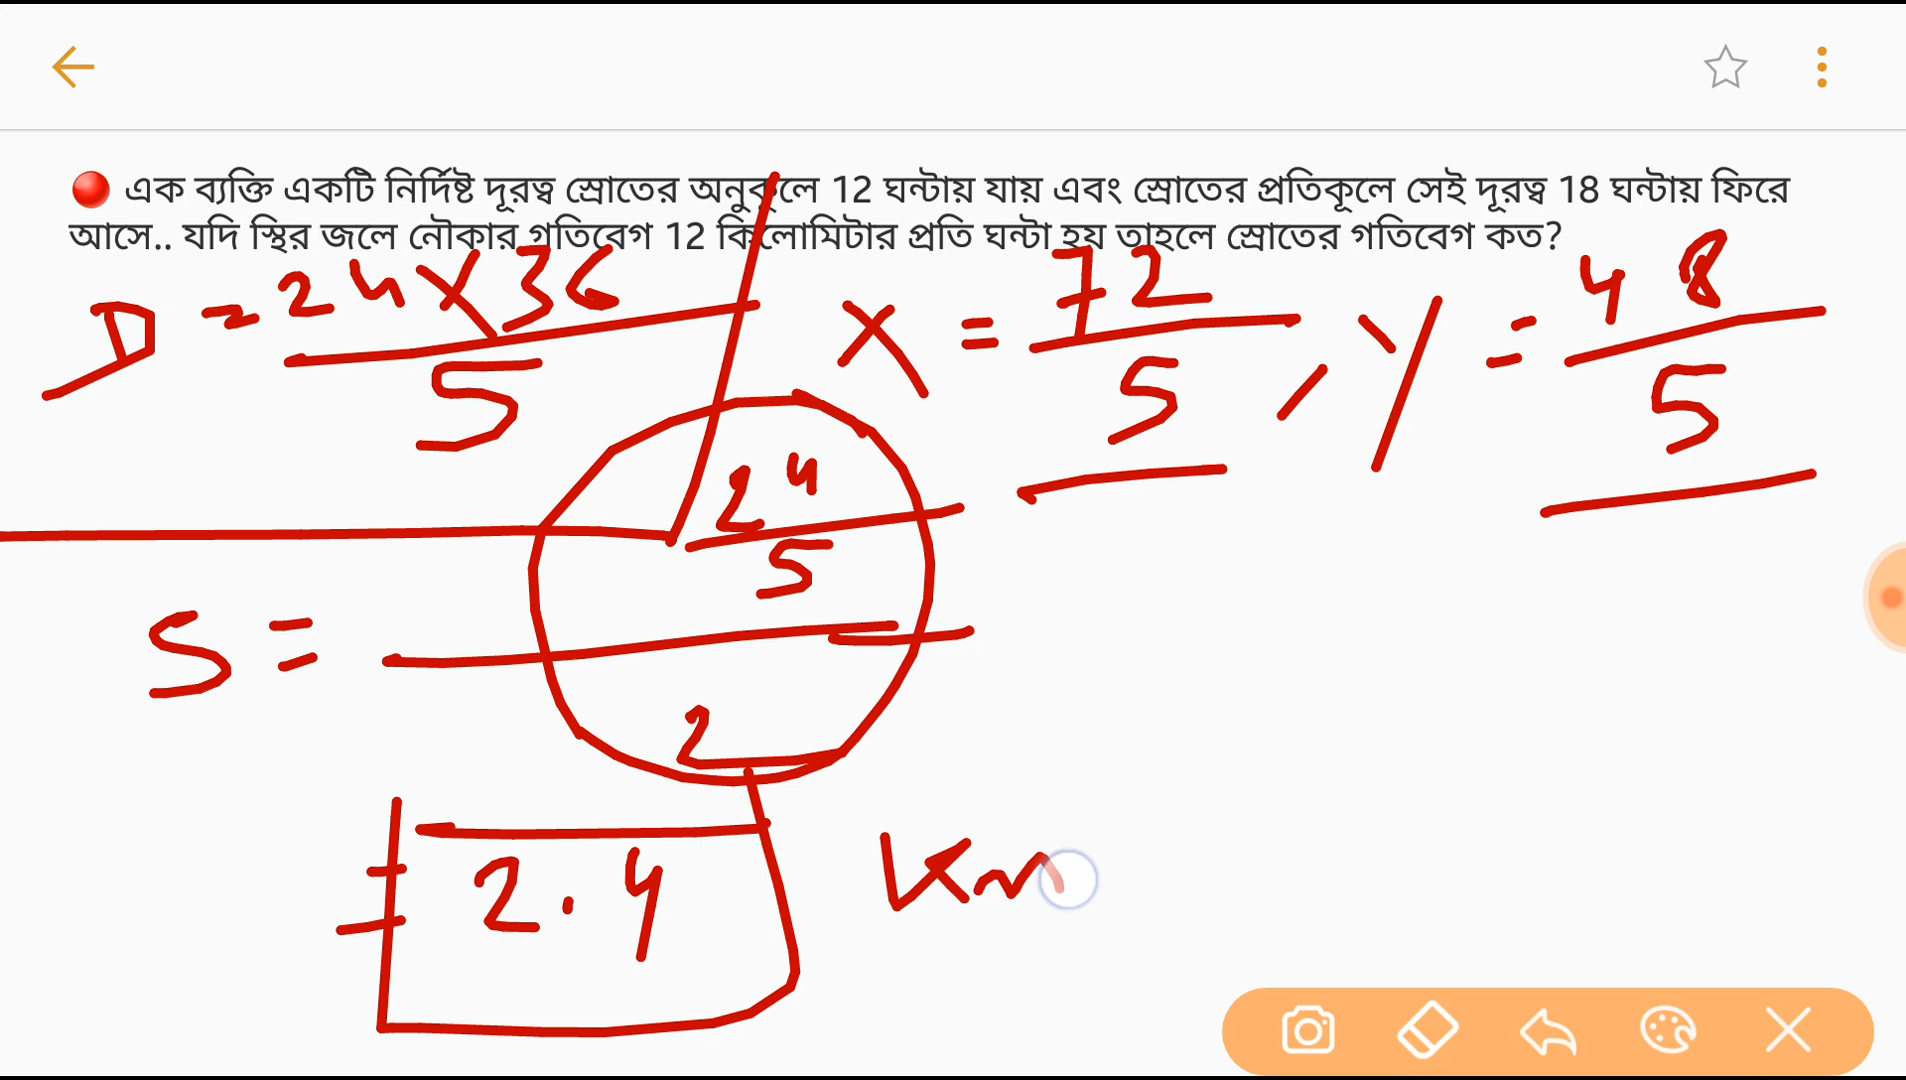 এক ব্যক্তি একটি নির্দিষ্ট দূরত্ব স্রোতের অনুকূলে 12 ঘন্টায় যায় এবং স্রোতের প্রতিকূলে সেই দূরত্ব 18 ঘন্টায় ফিরে
আসে.. যদি স্থির জলে নৌকার গতিবেগ 12 কিলোমিটার প্রতি ঘন্টা হয় তাহলে স্রোতের গতিবেগ কত?
D = 24 X 36 / 5
X = 72 / 5 , Y = 48 / 5
S = 24 / 5 / 2
= 2.4 Km